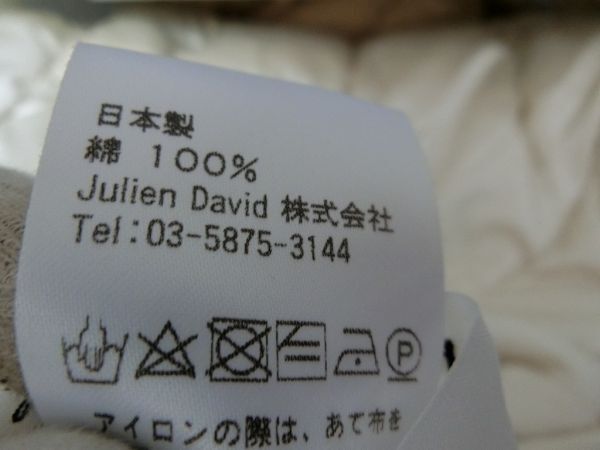 日本製
綿 100%
Julien David 株式会社
Tel:03-5875-3144
P
アイロンの際は、あて布を